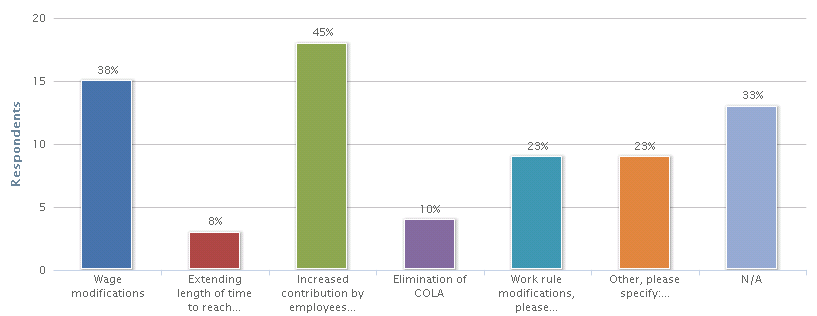 20
45%
38%
15
33%
Respondents
10
23%
23%
5
10%
8%
0
Wage
modifications
Extending
length of time
to reach...
Increased
contribution by
employees...
Elimination of
COLA
Work rule
modifications,
please...
Other, please
specify:...
N/A